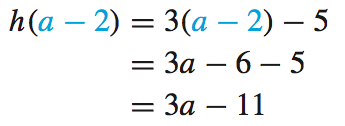 h(a − 2) = 3(a − 2) − 5
= 3a − 6 − 5
= 3a − 11